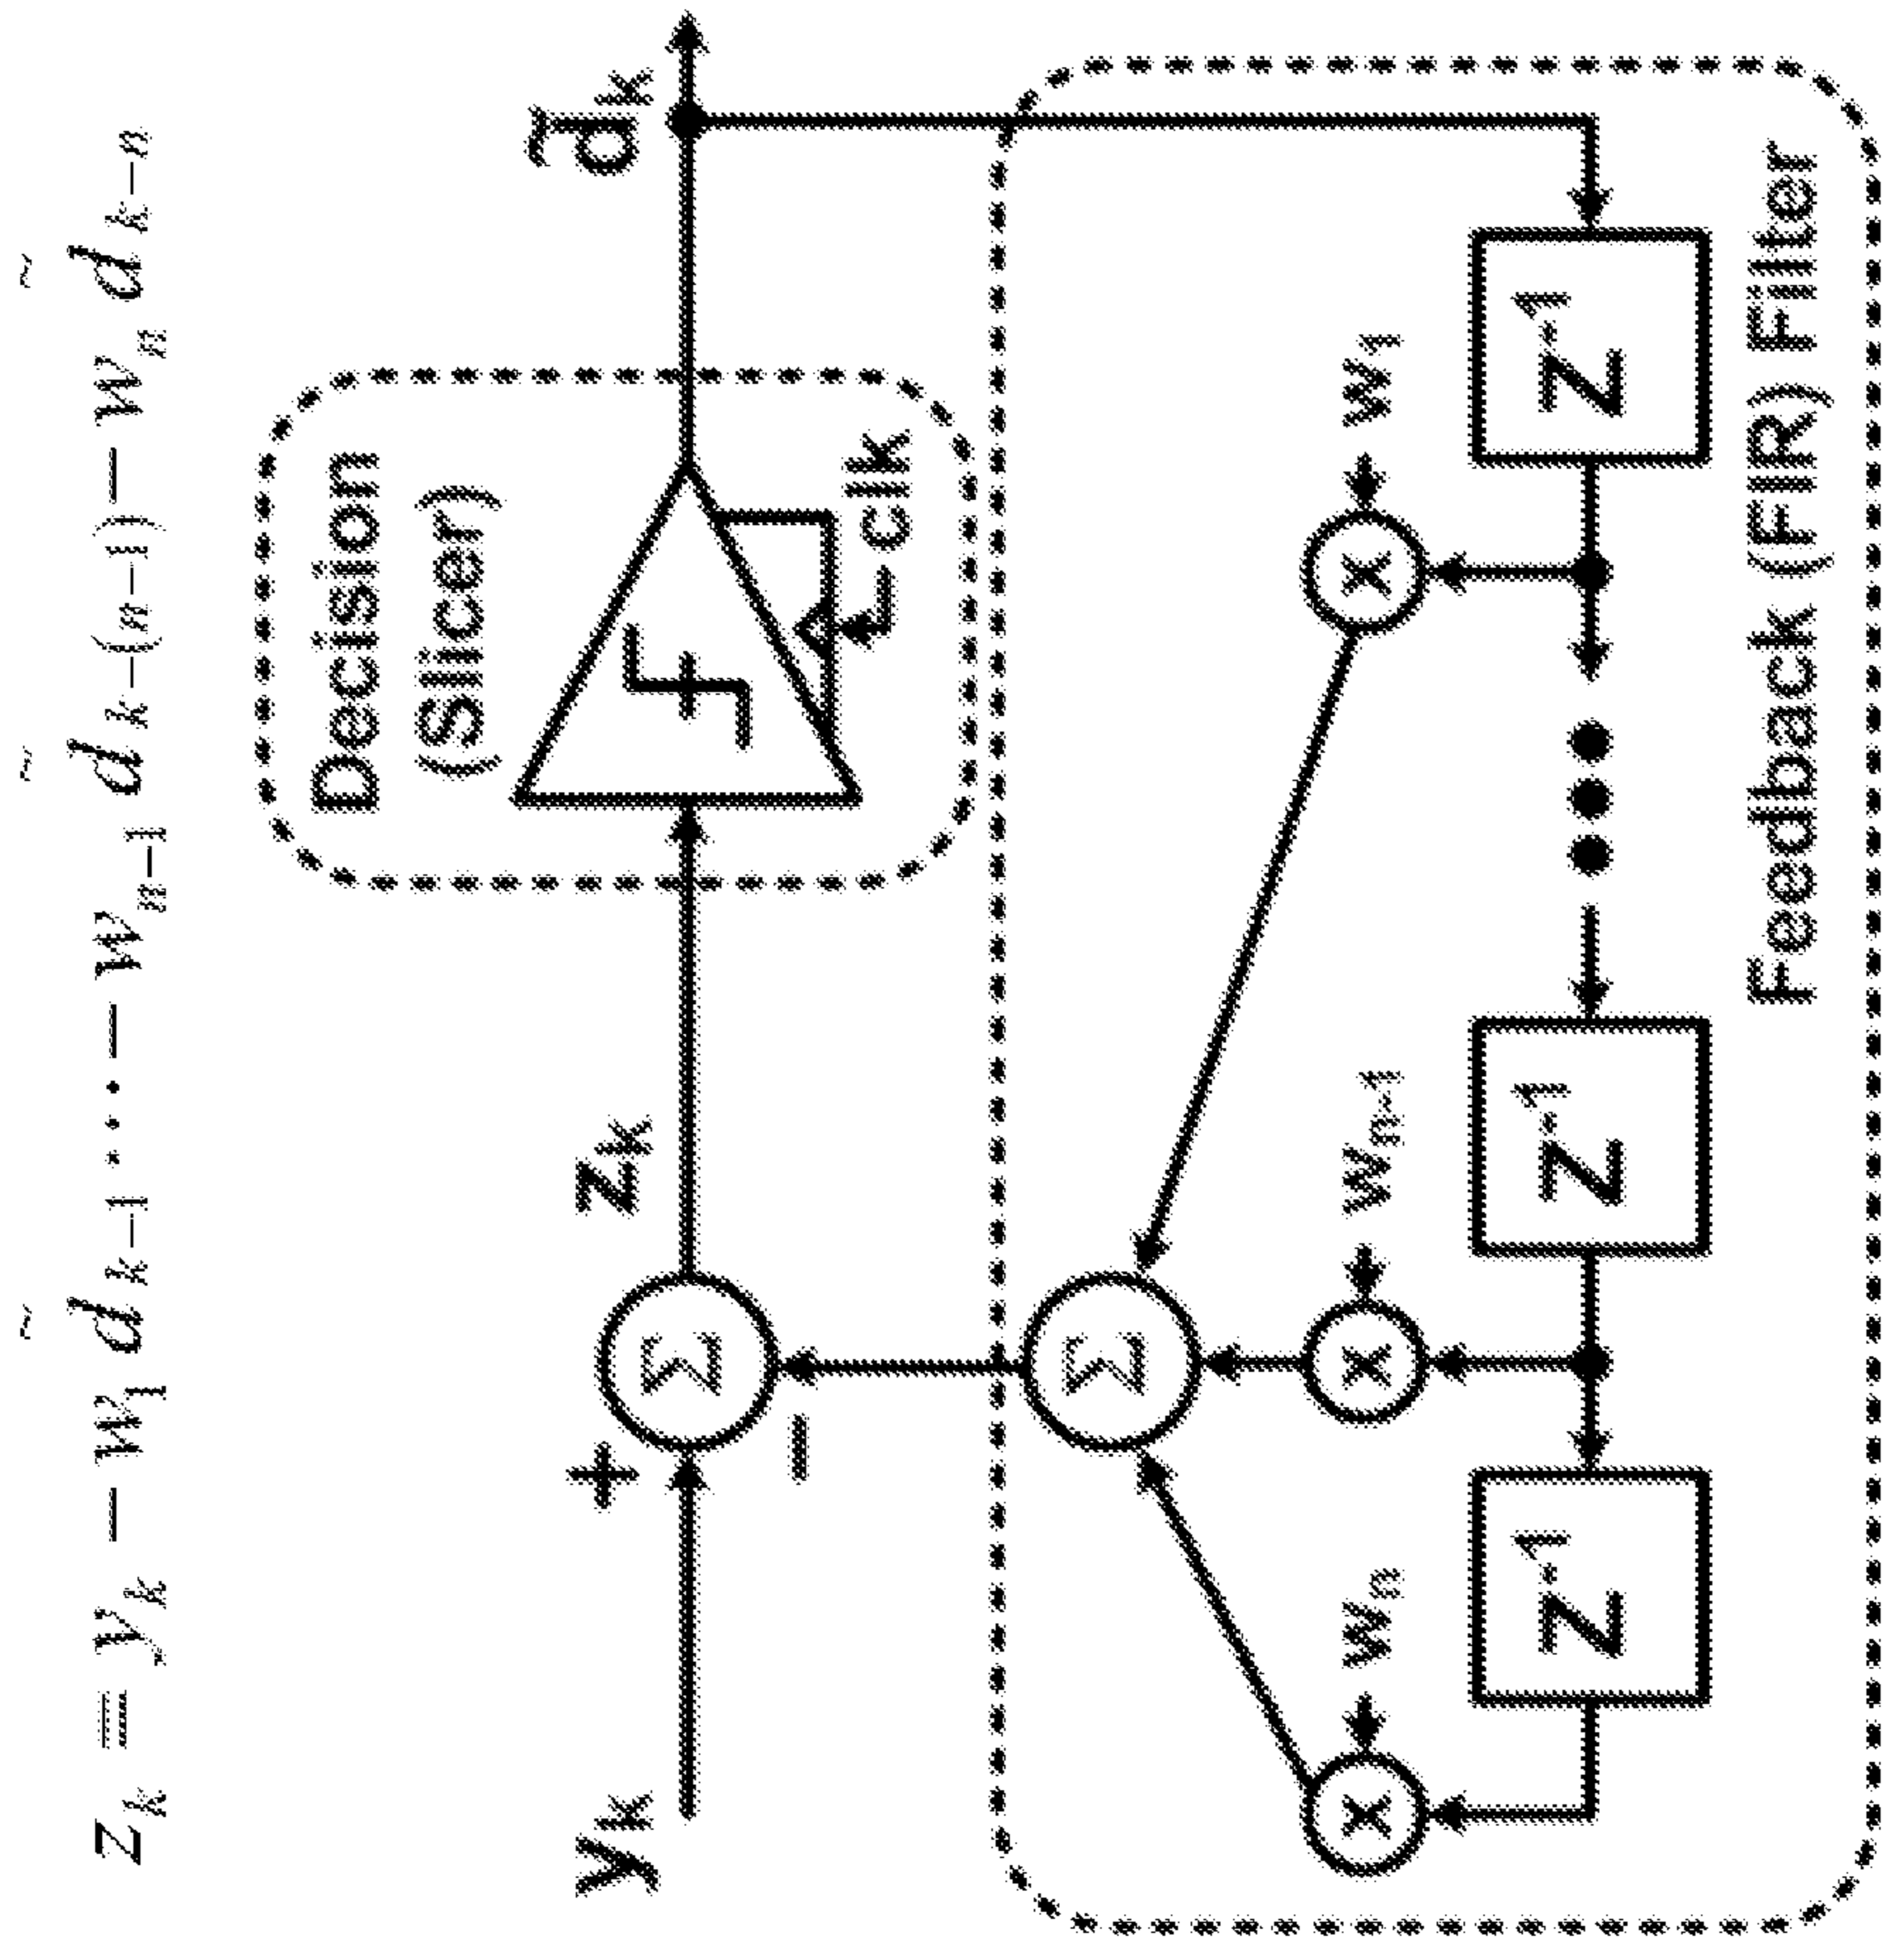 z_k = y_k − w_1 d̃_{k−1} ··· − w_{n−1} d̃_{k−(n−1)} − w_n d̃_{k−n}
Decision
(Slicer)
y_k
+
−
Σ
z_k
clk
d̃_k
Σ
w_n
w_{n-1}
w_1
x
x
x
z^{-1}
z^{-1}
z^{-1}
Feedback (FIR) Filter